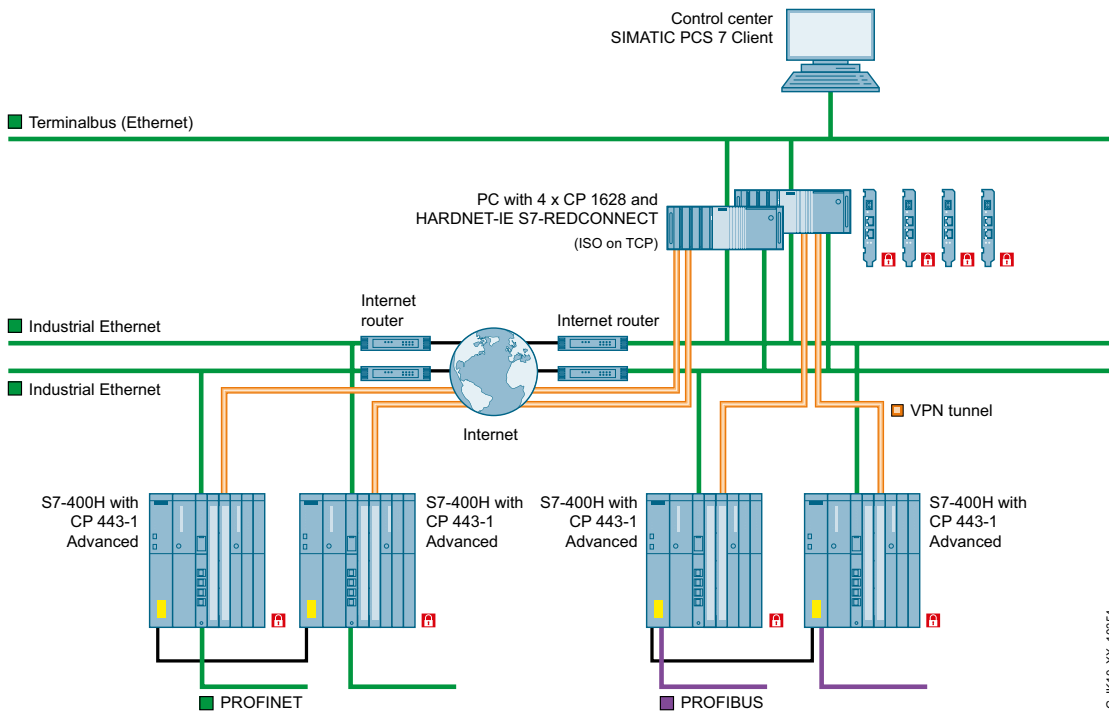 Control center
SIMATIC PCS 7 Client
Terminalbus (Ethernet)
PC with 4 x CP 1628 and
HARDNET-IE S7-REDCONNECT
(ISO on TCP)
Internet
router
Internet router
Industrial Ethernet
Industrial Ethernet
Internet
VPN tunnel
S7-400H with
CP 443-1
Advanced
S7-400H with
CP 443-1
Advanced
S7-400H with
CP 443-1
Advanced
S7-400H with
CP 443-1
Advanced
PROFINET
PROFIBUS